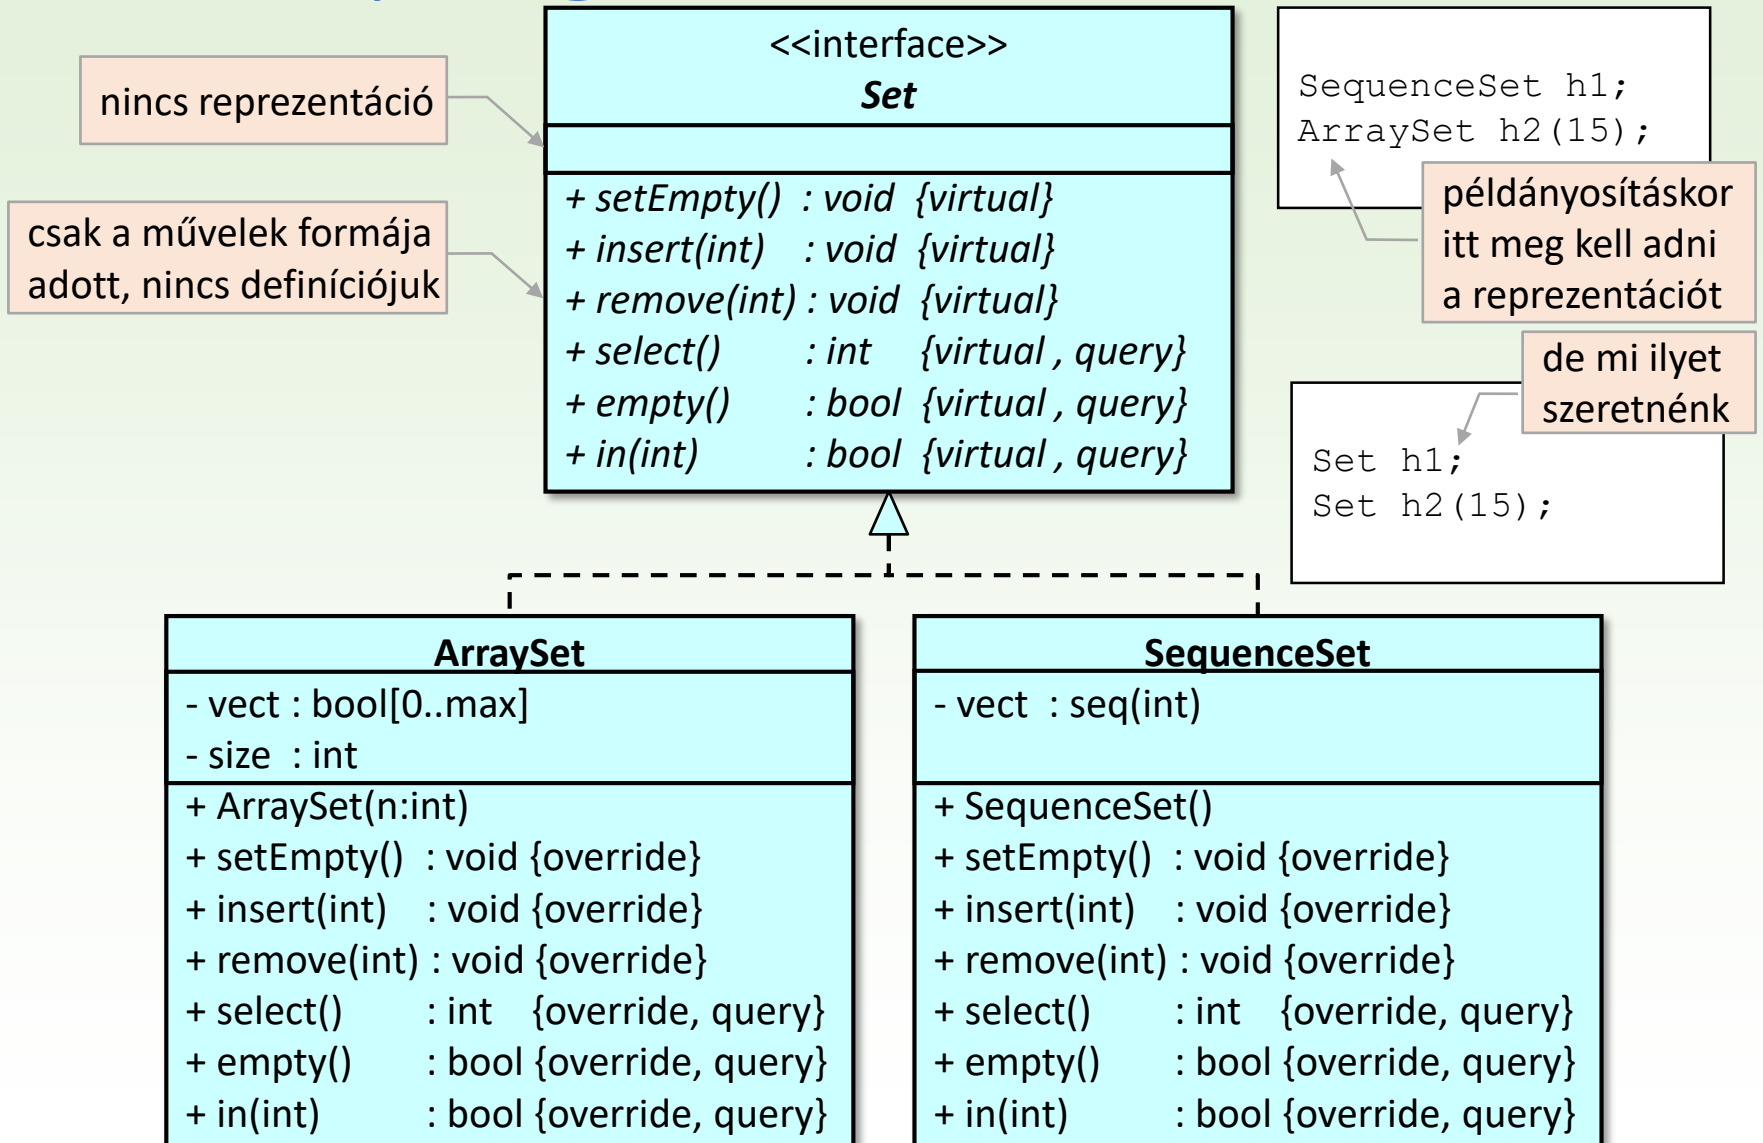 <<interface>>
Set
nincs reprezentáció
csak a művelek formája
adott, nincs definíciójuk
+ setEmpty() : void {virtual}
+ insert(int) : void {virtual}
+ remove(int) : void {virtual}
+ select() : int {virtual , query}
+ empty() : bool {virtual , query}
+ in(int) : bool {virtual , query}
SequenceSet h1;
ArraySet h2(15);
példányosításkor
itt meg kell adni
a reprezentációt
de mi ilyet
szeretnénk
Set h1;
Set h2(15);
ArraySet
- vect : bool[0..max]
- size : int
+ ArraySet(n:int)
+ setEmpty() : void {override}
+ insert(int) : void {override}
+ remove(int) : void {override}
+ select() : int {override, query}
+ empty() : bool {override, query}
+ in(int) : bool {override, query}
SequenceSet
- vect : seq(int)
+ SequenceSet()
+ setEmpty() : void {override}
+ insert(int) : void {override}
+ remove(int) : void {override}
+ select() : int {override, query}
+ empty() : bool {override, query}
+ in(int) : bool {override, query}